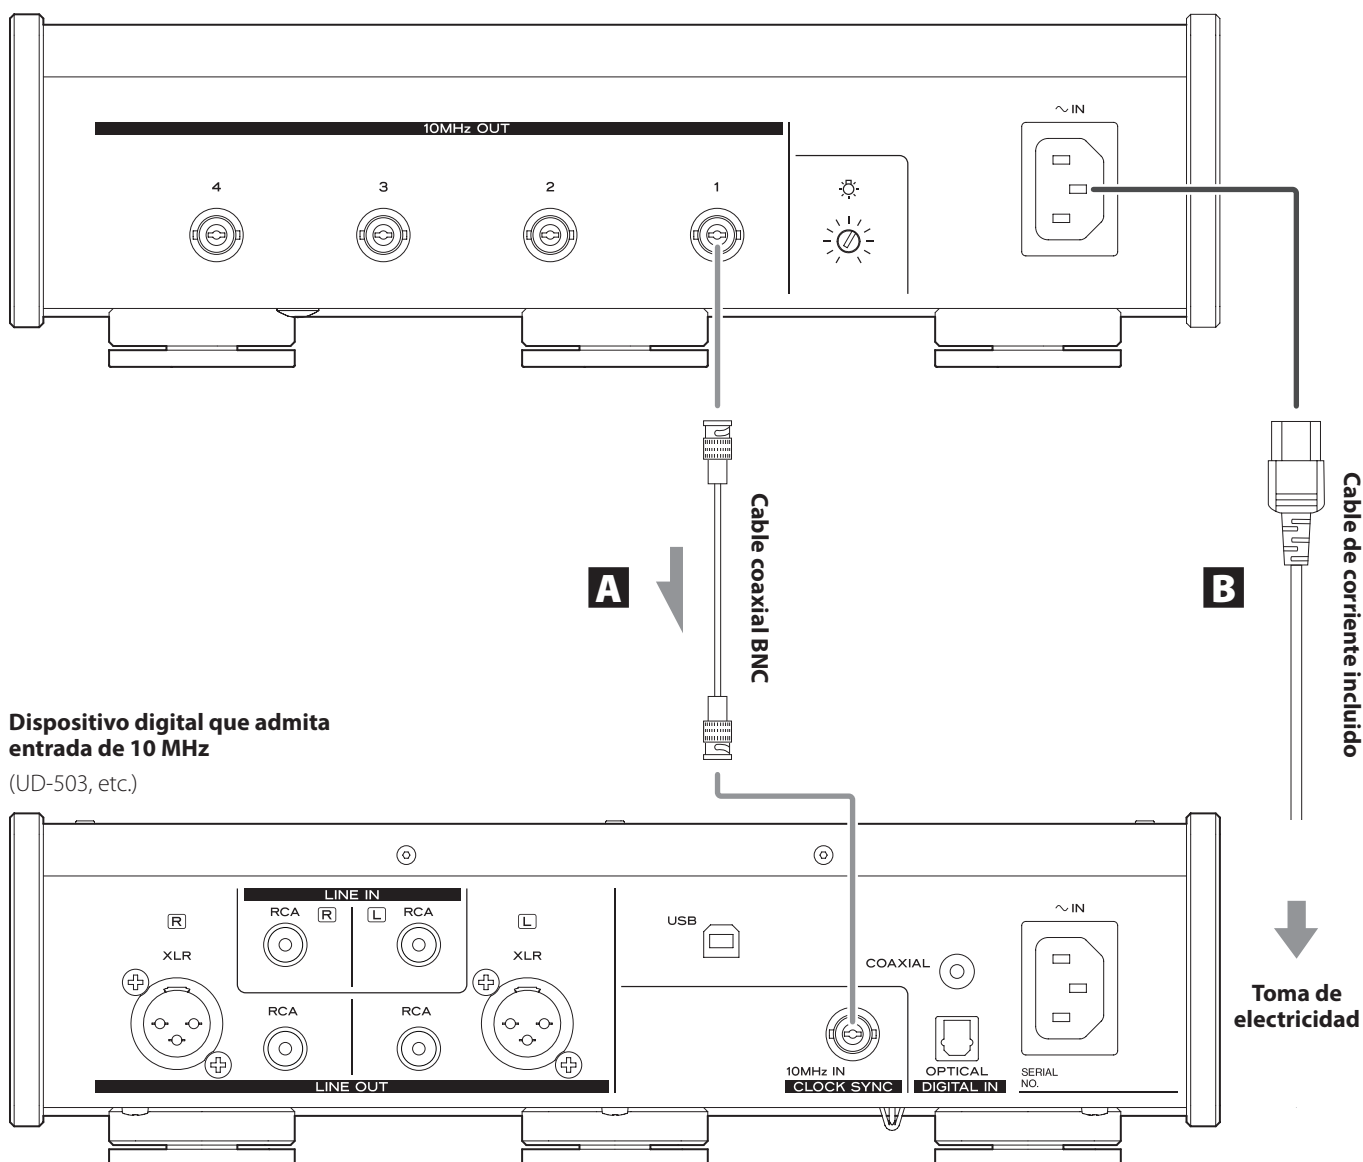 ∿ IN
10MHz OUT
4
3
2
1
Cable coaxial BNC
Cable de corriente incluido
A
B
Dispositivo digital que admita
entrada de 10 MHz
(UD-503, etc.)
LINE IN
RCA R
L RCA
R
L
USB
∿ IN
XLR
XLR
COAXIAL
RCA
RCA
Toma de
electricidad
10MHz IN
OPTICAL
SERIAL
NO.
LINE OUT
CLOCK SYNC
DIGITAL IN